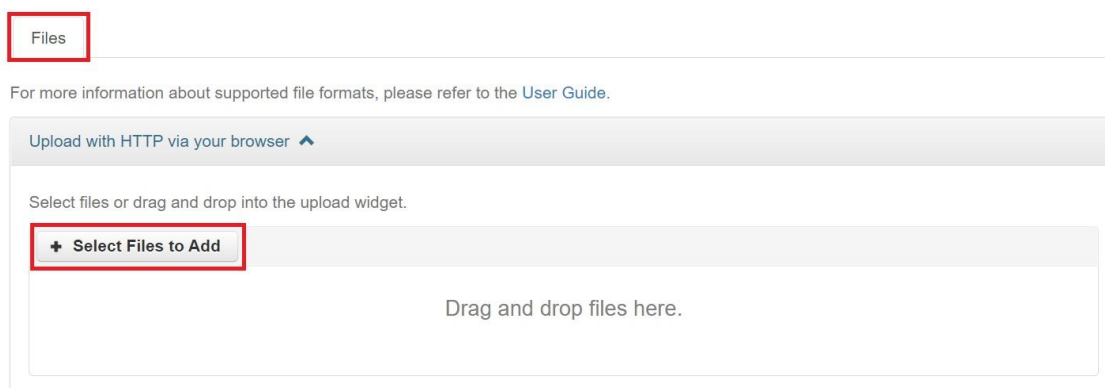 Files
For more information about supported file formats, please refer to the User Guide.
Upload with HTTP via your browser
Select files or drag and drop into the upload widget.
+ Select Files to Add
Drag and drop files here.